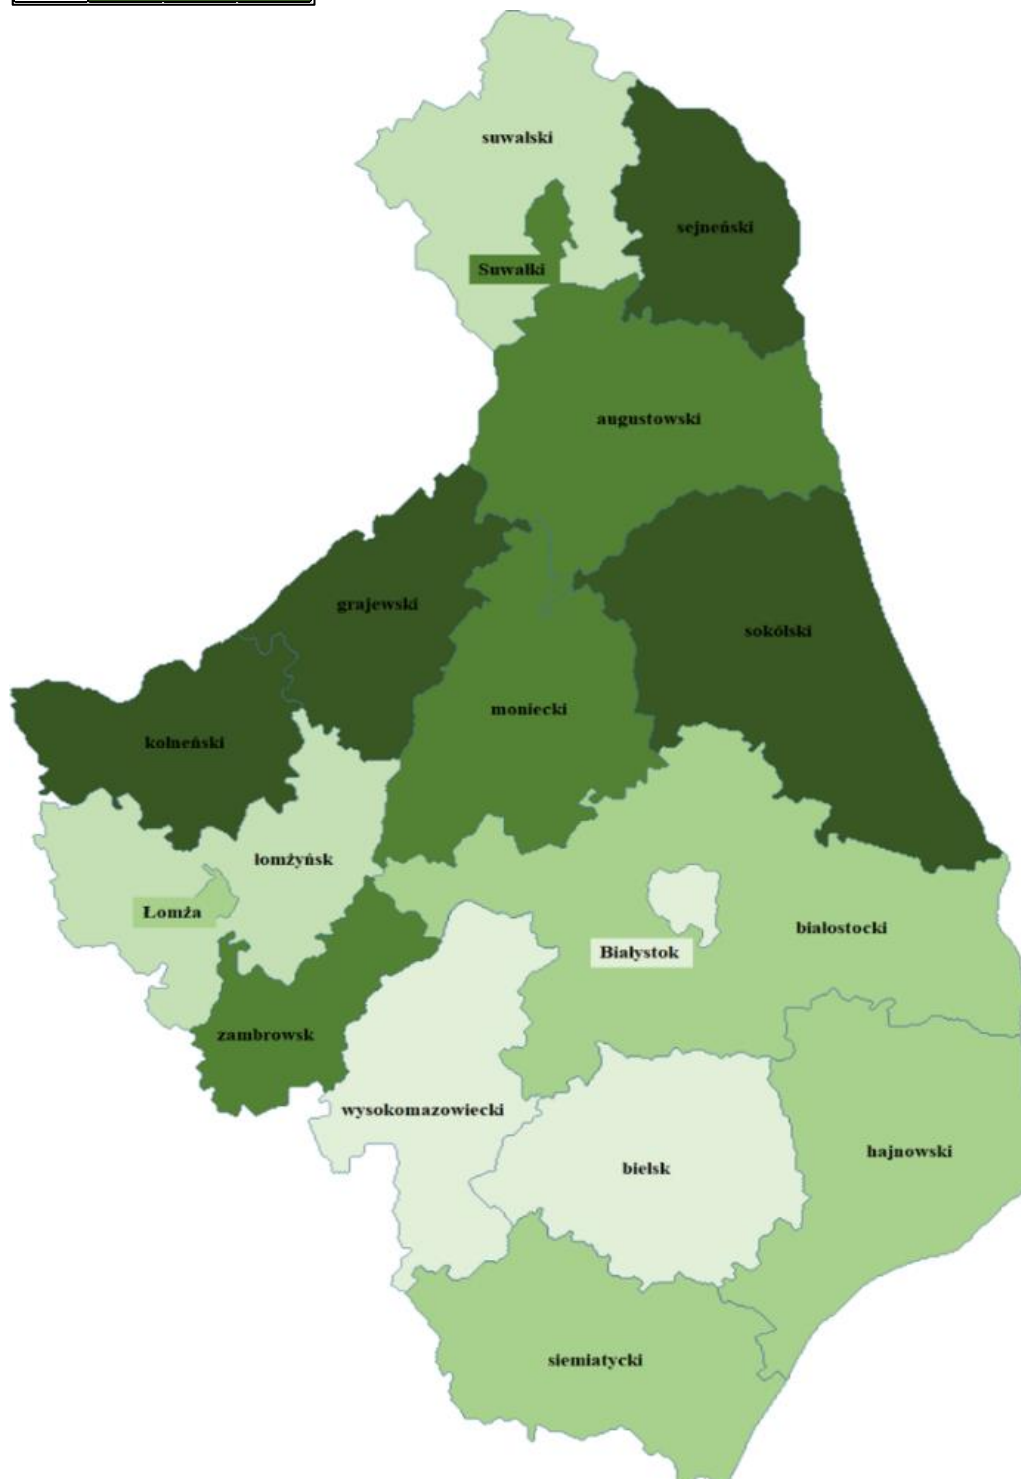 suwalski
sejneński
Suwałki
augustowski
grajewski
sokólski
moniecki
kolneński
łomżyńsk
Łomża
białostocki
Białystok
zambrowsk
wysokomazowiecki
hajnowski
bielsk
siemiatycki